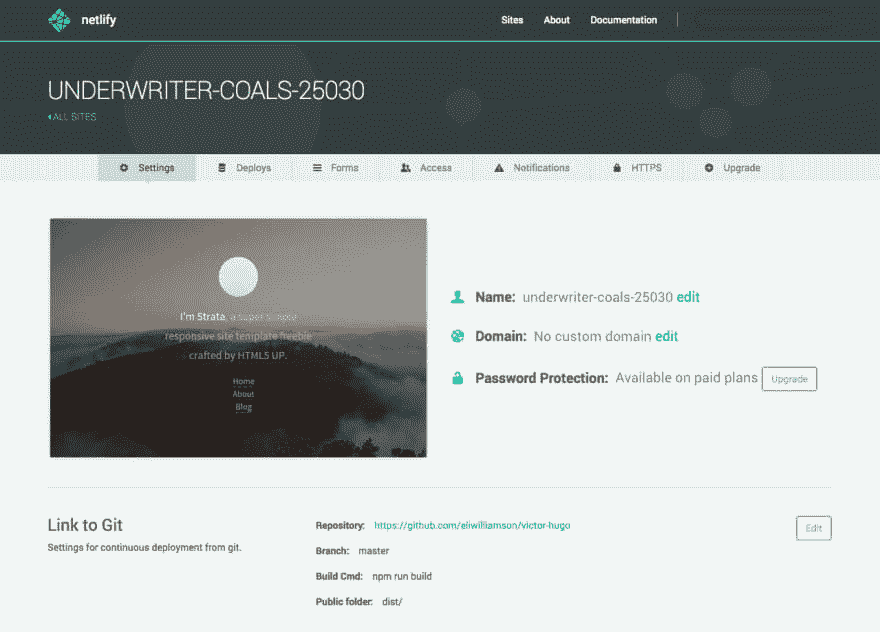 netlify
Sites About Documentation
UNDERWRITER-COALS-25030
ALL SITES
Settings Deploys Forms Access Notifications HTTPS Upgrade
I'm Strata, a super simple
responsive site template freebie
crafted by HTML5 UP.
Home
About
Blog
Name: underwriter-coals-25030 edit
Domain: No custom domain edit
Password Protection: Available on paid plans Upgrade
Link to Git
Settings for continuous deployment from git.
Repository: https://github.com/eliwilliamson/victor-hugo
Edit
Branch: master
Build Cmd: npm run build
Public folder: dist/